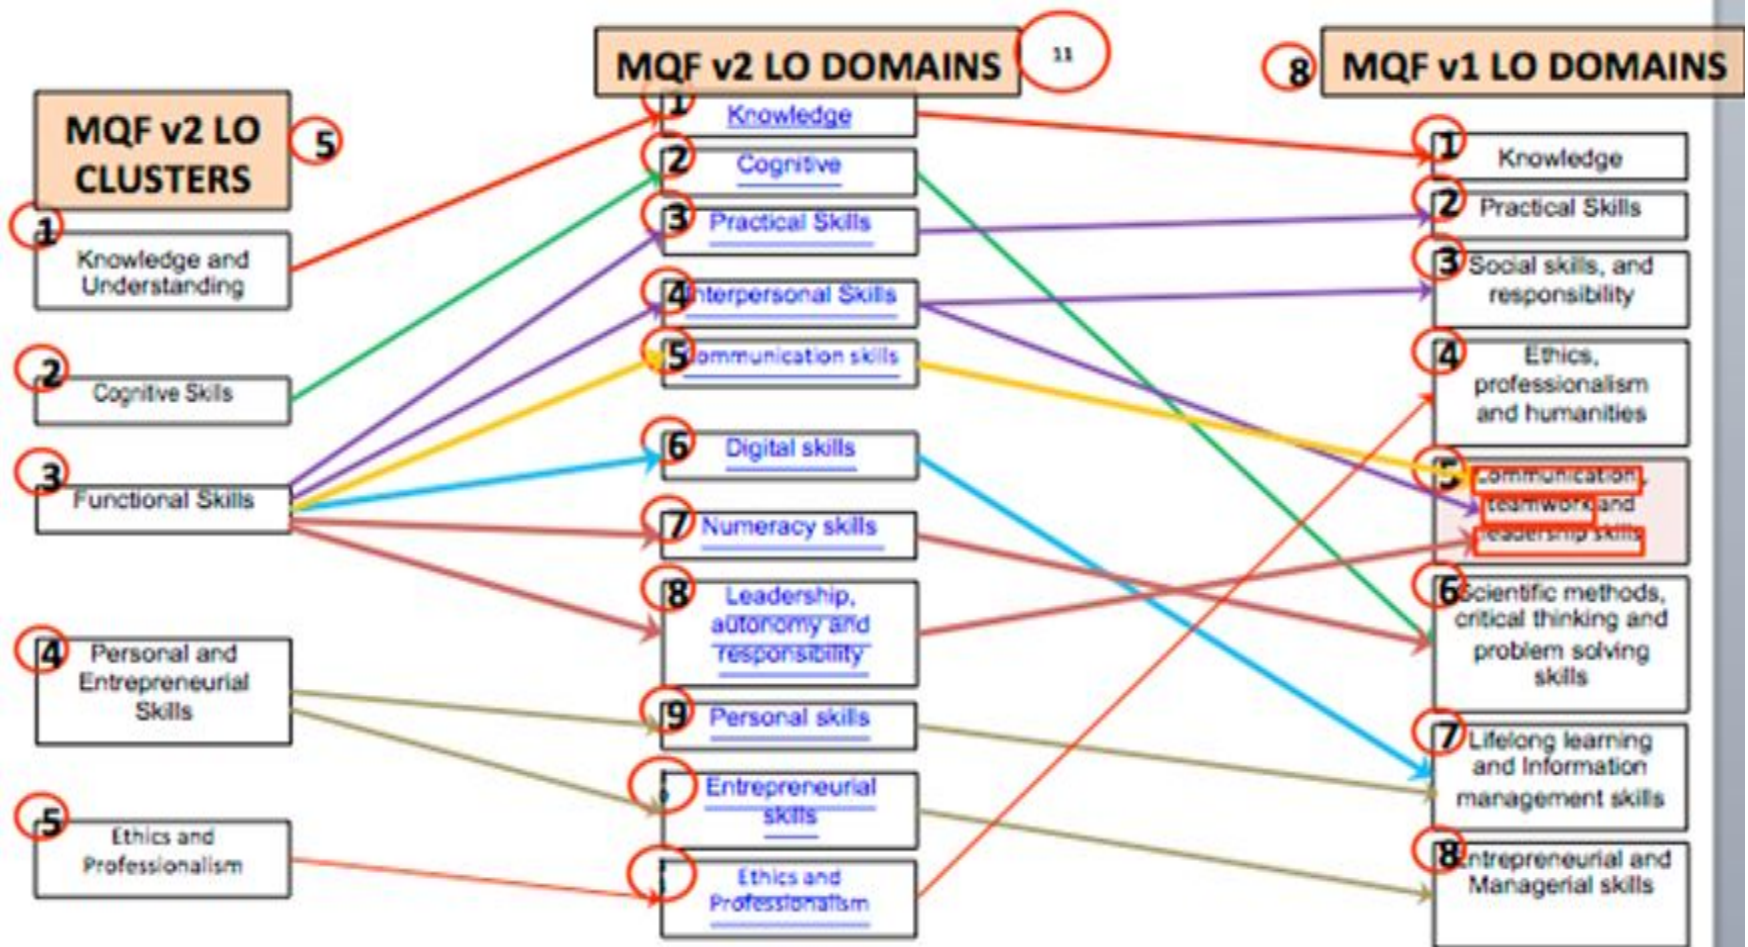 MQF v2 LO
CLUSTERS
5
1
Knowledge and
Understanding
2
Cognitive Skills
3
Functional Skills
4
Personal and
Entrepreneurial
Skills
5
Ethics and
Professionalism
MQF v2 LO DOMAINS
11
1
Knowledge
2
Cognitive
3
Practical Skills
4
Interpersonal Skills
5
Communication skills
6
Digital skills
7
Numeracy skills
8
Leadership,
autonomy and
responsibility
9
Personal skills
Entrepreneurial
skills
Ethics and
Professionalism
8
MQF v1 LO DOMAINS
1
Knowledge
2
Practical Skills
3
Social skills, and
responsibility
4
Ethics,
professionalism
and humanities
5
Communication,
teamwork and
leadership skills
6
Scientific methods,
critical thinking and
problem solving
skills
7
Lifelong learning
and Information
management skills
8
Entrepreneurial and
Managerial skills